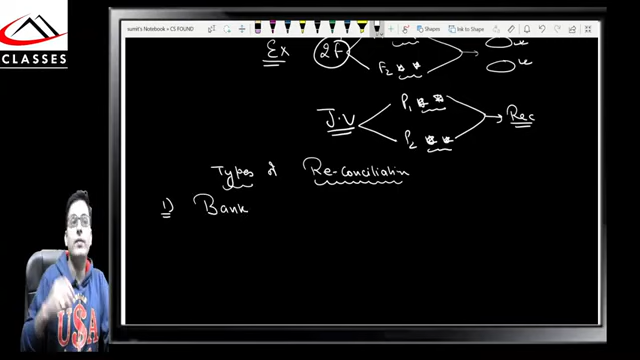 CLASSES
sumit's Notebook » CS FOUND
Shapes
Ink to Shape
Ex
2F
F2
J.V
P1
P2
Rec
Types of Re-conciliatin
1) Bank
USA